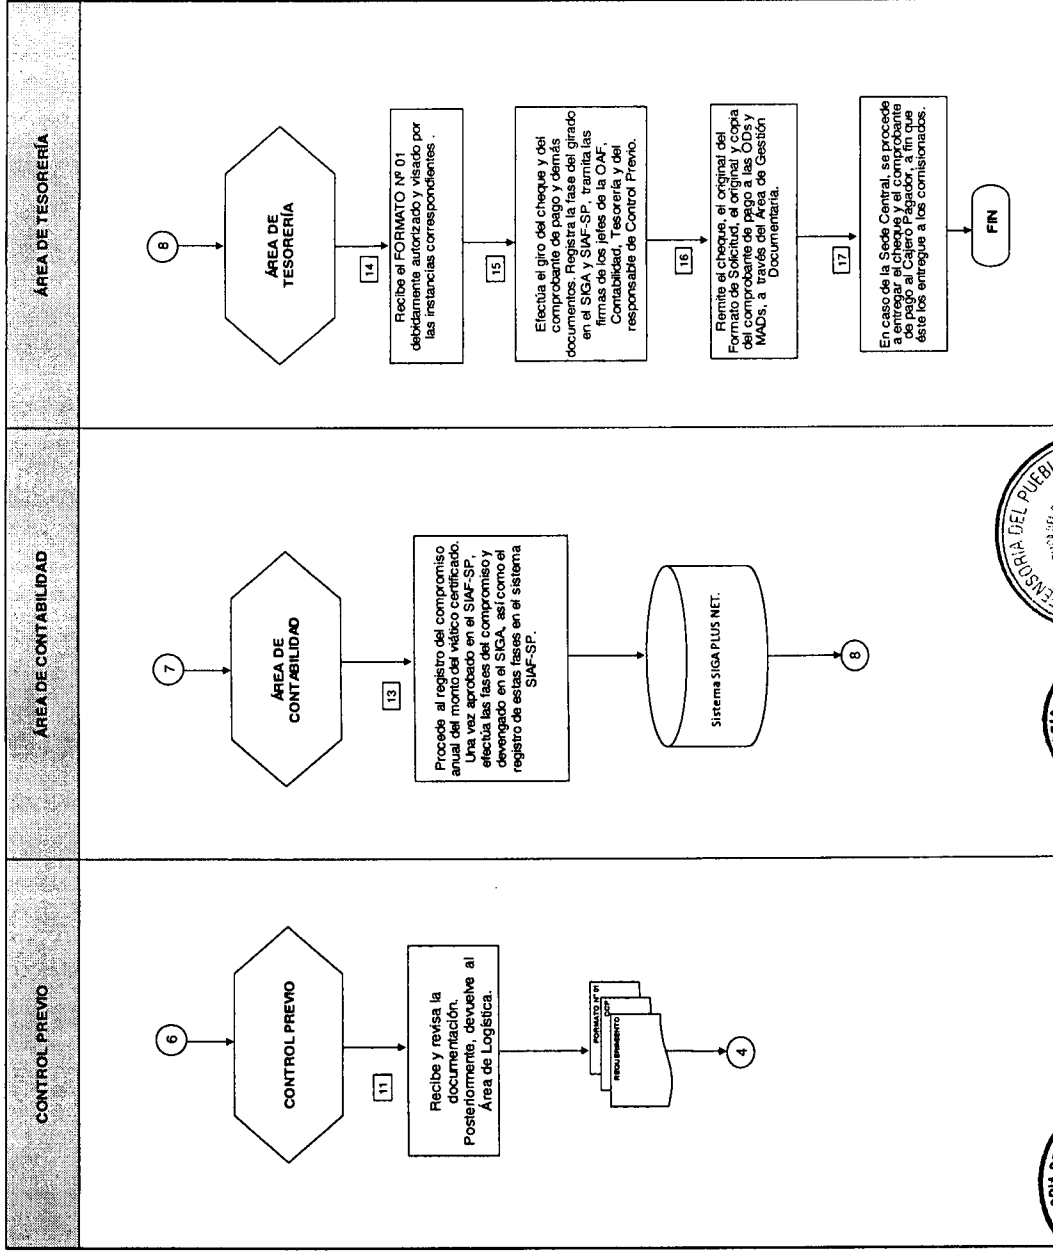 CONTROL PREVIO
6
CONTROL PREVIO
11
Recibe y revisa la
documentación.
Posteriormente, devuelve al
Área de Logística.
FORMATO Nº 01
CCP
REQUERIMIENTO
4
ÁREA DE CONTABILIDAD
7
ÁREA DE
CONTABILIDAD
13
Procede al registro del compromiso
anual del monto del viático certificado.
Una vez aprobado en el SIAF-SP,
efectúa las fases del compromiso y
devengado en el SIGA, así como el
registro de estas fases en el sistema
SIAF-SP.
Sistema SIGA PLUS NET.
8
ÁREA DE TESORERÍA
8
ÁREA DE
TESORERÍA
14
Recibe el FORMATO Nº 01
debidamente autorizado y visado por
las instancias correspondientes .
15
Efectúa el giro del cheque y del
comprobante de pago y demás
documentos. Registra la fase del girado
en el SIGA y SIAF-SP, tramita las
firmas de los jefes de la OAF,
Contabilidad, Tesorería y del
responsable de Control Previo.
16
Remite el cheque, el original del
Formato de Solicitud, el original y copia
del comprobante de pago a las ODs y
MADs, a través del Área de Gestión
Documentaria.
17
En caso de la Sede Central, se procede
a entregar el cheque y el comprobante
de pago al Cajero Pagador, a fin que
éste los entregue a los comisionados.
FIN
ENSORIA DEL PUEBL